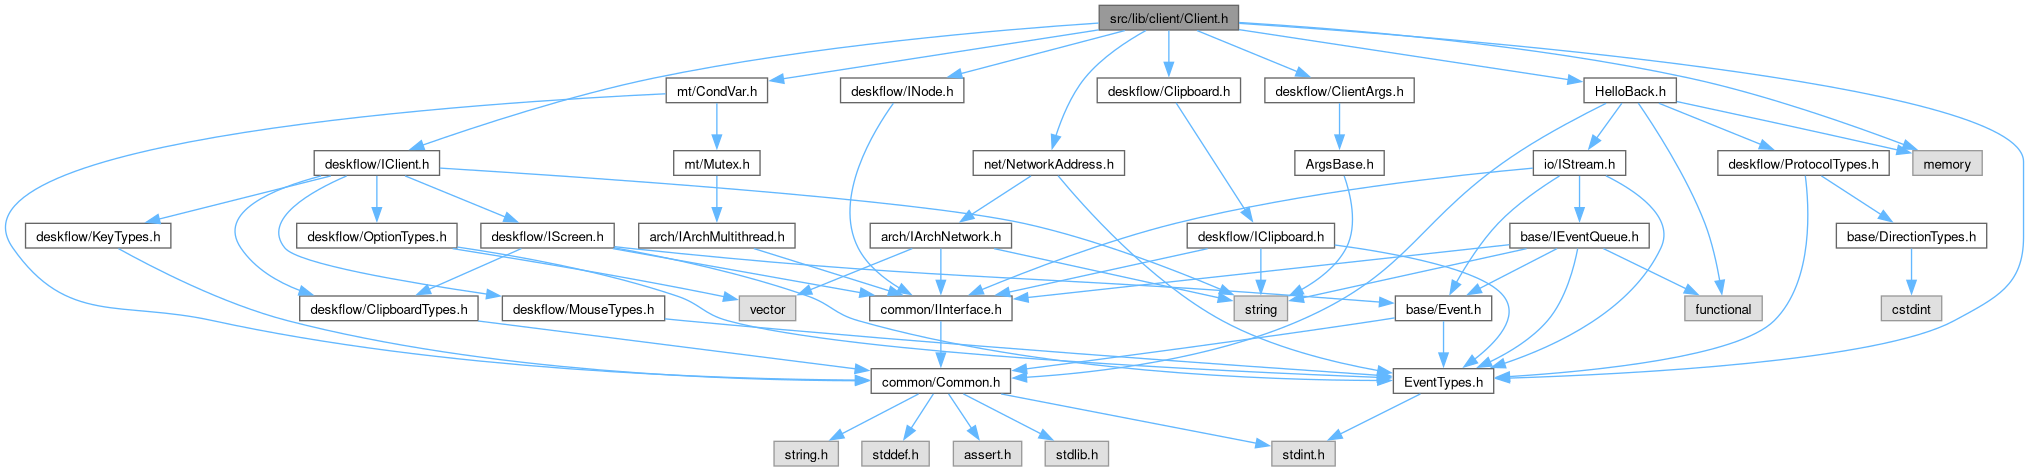 src/lib/client/Client.h
mt/CondVar.h
deskflow/INode.h
deskflow/Clipboard.h
deskflow/ClientArgs.h
HelloBack.h
deskflow/IClient.h
mt/Mutex.h
net/NetworkAddress.h
ArgsBase.h
io/IStream.h
deskflow/ProtocolTypes.h
memory
deskflow/KeyTypes.h
deskflow/OptionTypes.h
deskflow/IScreen.h
arch/IArchMultithread.h
arch/IArchNetwork.h
deskflow/IClipboard.h
base/IEventQueue.h
base/DirectionTypes.h
deskflow/ClipboardTypes.h
deskflow/MouseTypes.h
vector
common/IInterface.h
string
base/Event.h
functional
cstdint
common/Common.h
EventTypes.h
string.h
stddef.h
assert.h
stdlib.h
stdint.h